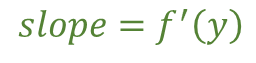 slope = f′(y)